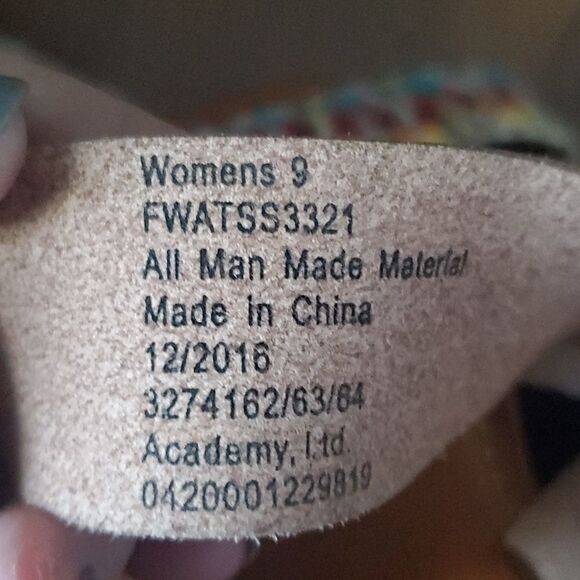 Womens 9
FWATSS3321
All Man Made Material
Made in China
12/2016
3274162/63/64
Academy, Ltd.
0420001229819